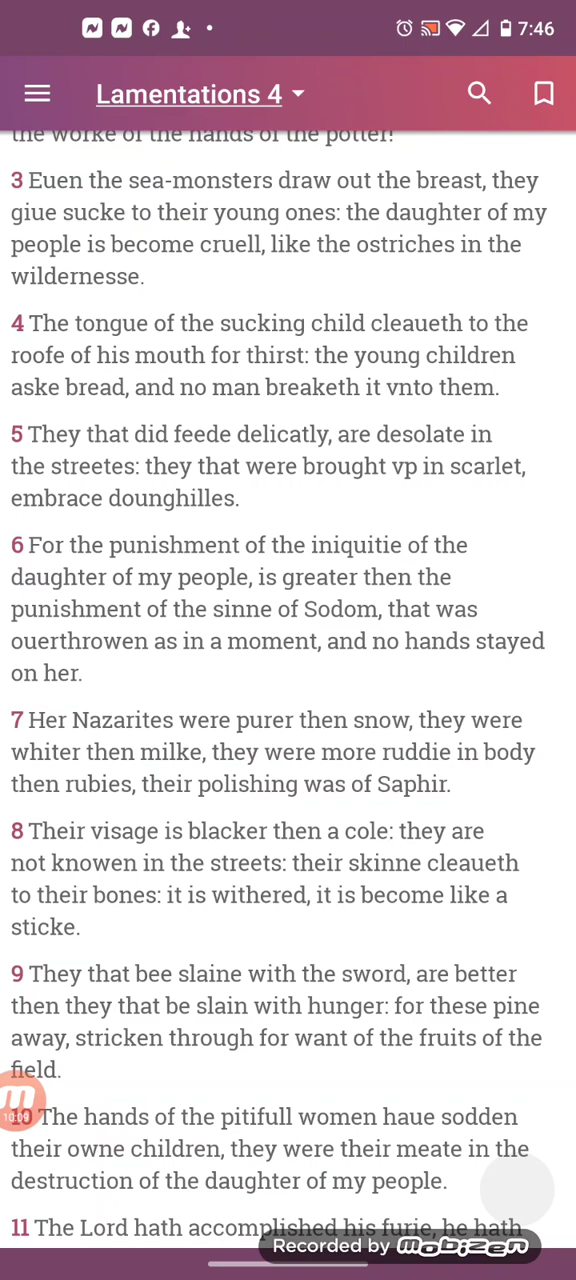 7:46
Lamentations 4
the worke of the hands of the potter!
3 Euen the sea-monsters draw out the breast, they
giue sucke to their young ones: the daughter of my
people is become cruell, like the ostriches in the
wildernesse.
4 The tongue of the sucking child cleaueth to the
roofe of his mouth for thirst: the young children
aske bread, and no man breaketh it vnto them.
5 They that did feede delicatly, are desolate in
the streetes: they that were brought vp in scarlet,
embrace dounghilles.
6 For the punishment of the iniquitie of the
daughter of my people, is greater then the
punishment of the sinne of Sodom, that was
ouerthrowen as in a moment, and no hands stayed
on her.
7 Her Nazarites were purer then snow, they were
whiter then milke, they were more ruddie in body
then rubies, their polishing was of Saphir.
8 Their visage is blacker then a cole: they are
not knowen in the streets: their skinne cleaueth
to their bones: it is withered, it is become like a
sticke.
9 They that bee slaine with the sword, are better
then they that be slain with hunger: for these pine
away, stricken through for want of the fruits of the
field.
10:09
10 The hands of the pitifull women haue sodden
their owne children, they were their meate in the
destruction of the daughter of my people.
11 The Lord hath accomplished his furie, he hath
Recorded by mobizen